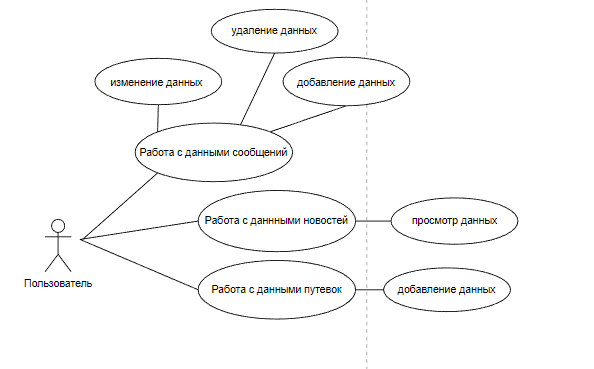 удаление данных
изменение данных
добавление данных
Работа с данными сообщений
Работа с даннными новостей
просмотр данных
Пользователь
Работа с данными путевок
добавление данных